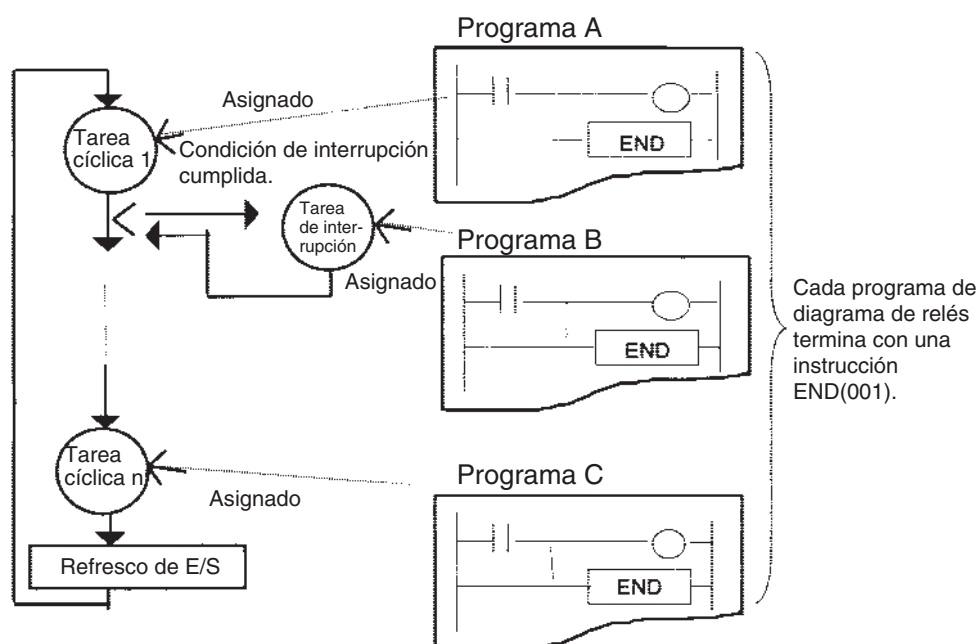 Programa A
Asignado
END
Tarea
cíclica 1
Condición de interrupción
cumplida.
Tarea
de inter-
rupción
Programa B
Asignado
END
Cada programa de
diagrama de relés
termina con una
instrucción
END(001).
Tarea
cíclica n
Programa C
Asignado
END
Refresco de E/S